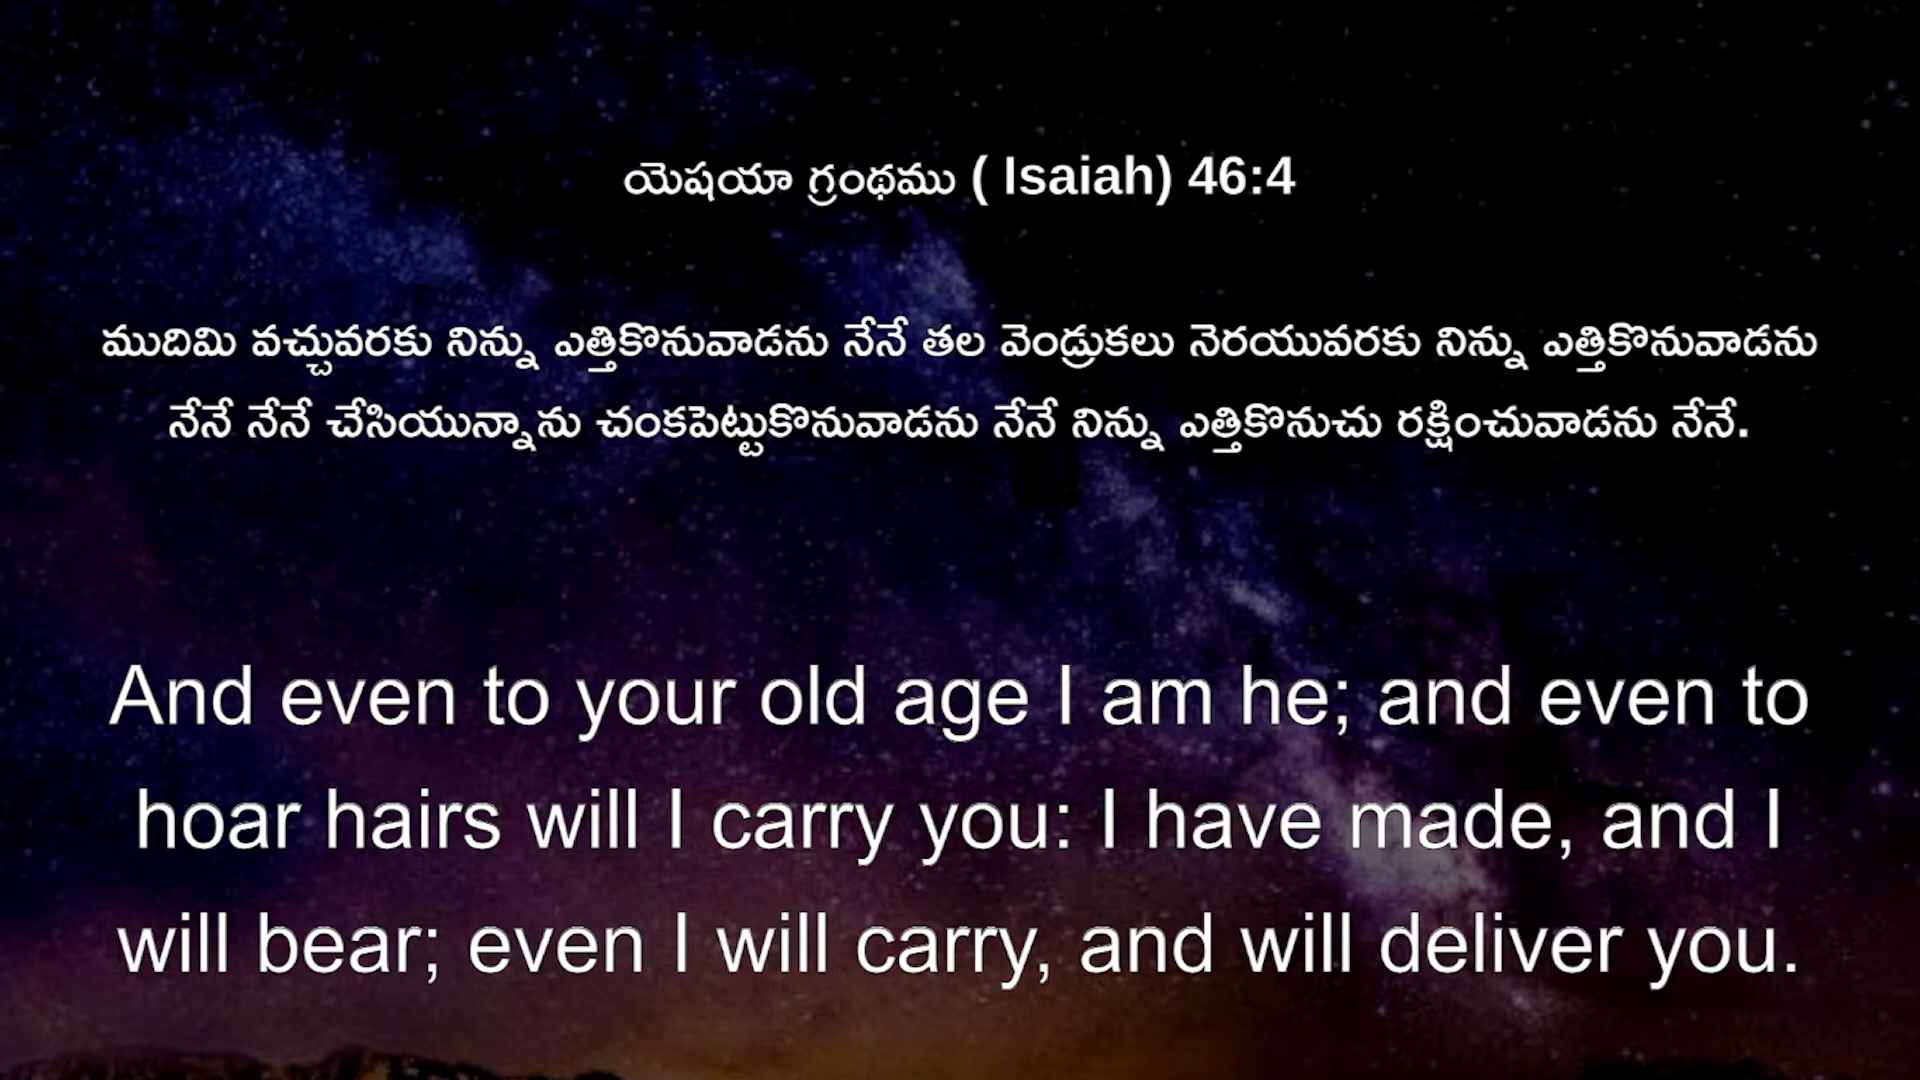 యెషయా గ్రంథము ( Isaiah) 46:4
ముదిమి వచ్చువరకు నిన్ను ఎత్తికొనువాడను నేనే తల వెండ్రుకలు నెరయువరకు నిన్ను ఎత్తికొనువాడను
నేనే నేనే చేసియున్నాను చంకపెట్టుకొనువాడను నేనే నిన్ను ఎత్తికొనుచు రక్షించువాడను నేనే.
And even to your old age I am he; and even to
hoar hairs will I carry you: I have made, and I
will bear; even I will carry, and will deliver you.